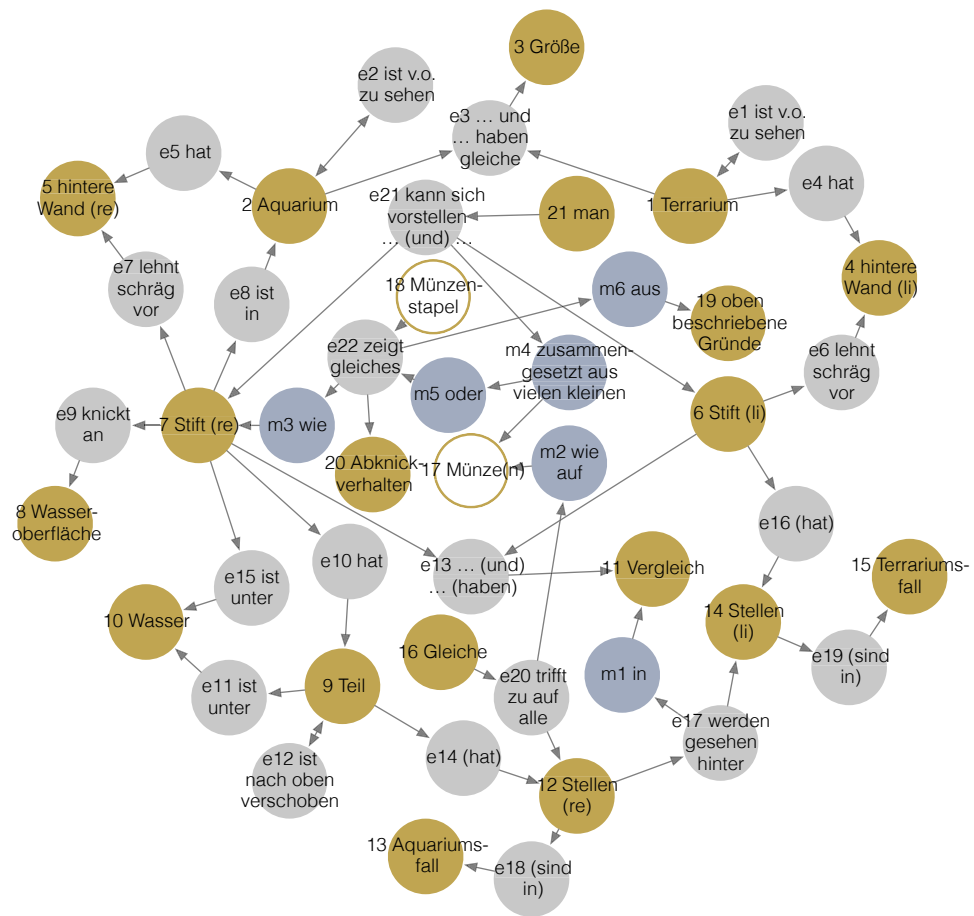 3 Größe
e2 ist v.o.
zu sehen
e3 … und
… haben
gleiche
e1 ist v.o.
zu sehen
e5 hat
e4 hat
5 hintere
Wand (re)
2 Aquarium
e21 kann sich
vorstellen
… (und) …
21 man
1 Terrarium
e7 lehnt
schräg
vor
e8 ist
in
18 Münzen-
stapel
m6 aus
19 oben
beschriebene
Gründe
4 hintere
Wand (li)
e22 zeigt
gleiches
m4 zusammen-
gesetzt aus
vielen kleinen
m5 oder
e6 lehnt
schräg
vor
e9 knickt
an
7 Stift (re)
m3 wie
6 Stift (li)
20 Abknick-
verhalten
17 Münze(n)
m2 wie
auf
8 Wasser-
oberfläche
e10 hat
e16 (hat)
e15 ist
unter
e13 … (und)
… (haben)
11 Vergleich
15 Terrariums-
fall
10 Wasser
14 Stellen
(li)
16 Gleiche
e19 (sind
in)
e11 ist
unter
9 Teil
e20 trifft
zu auf
alle
m1 in
e17 werden
gesehen
hinter
e12 ist
nach oben
verschoben
e14 (hat)
12 Stellen
(re)
13 Aquariums-
fall
e18 (sind
in)